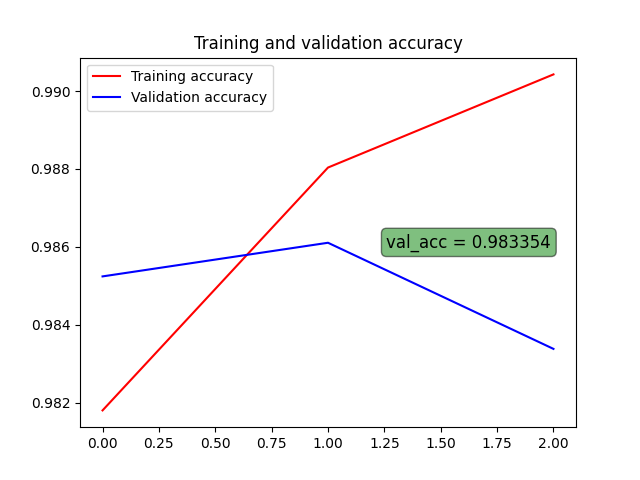 Training and validation accuracy
Training accuracy
Validation accuracy
0.990
0.988
0.986
0.984
0.982
val_acc = 0.983354
0.00 0.25 0.50 0.75 1.00 1.25 1.50 1.75 2.00